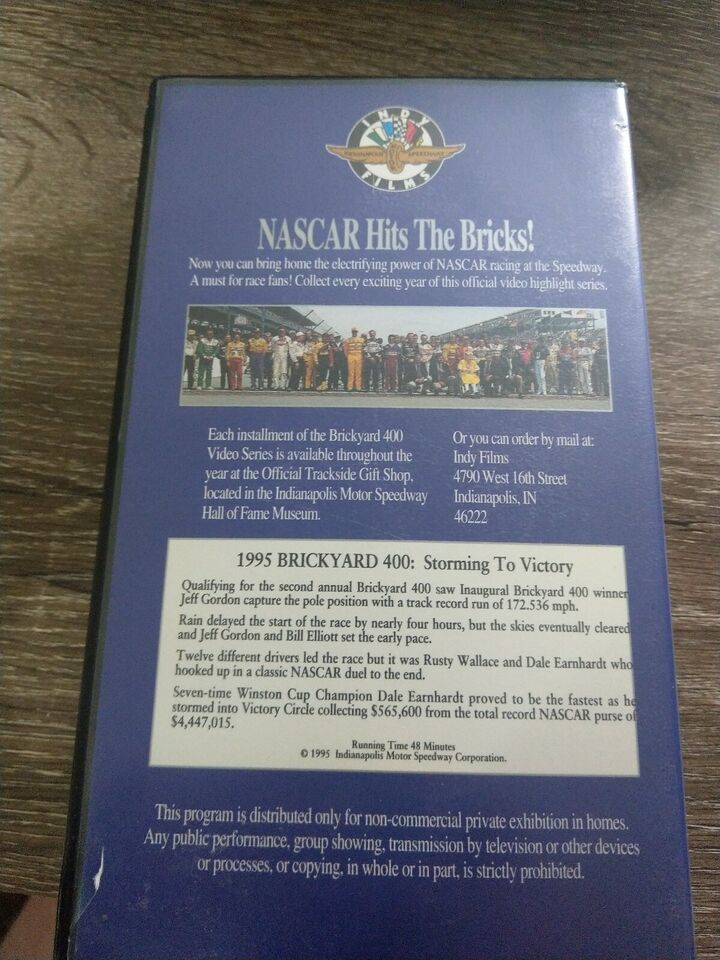 INDY
INDIANAPOLIS SPEEDWAY
FILMS
NASCAR Hits The Bricks!
Now you can bring home the electrifying power of NASCAR racing at the Speedway.
A must for race fans! Collect every exciting year of this official video highlight series.
Each installment of the Brickyard 400
Video Series is available throughout the
year at the Official Trackside Gift Shop,
located in the Indianapolis Motor Speedway
Hall of Fame Museum.
Or you can order by mail at:
Indy Films
4790 West 16th Street
Indianapolis, IN
46222
1995 BRICKYARD 400: Storming To Victory
Qualifying for the second annual Brickyard 400 saw Inaugural Brickyard 400 winner
Jeff Gordon capture the pole position with a track record run of 172.536 mph.
Rain delayed the start of the race by nearly four hours, but the skies eventually cleared
and Jeff Gordon and Bill Elliott set the early pace.
Twelve different drivers led the race but it was Rusty Wallace and Dale Earnhardt who
hooked up in a classic NASCAR duel to the end.
Seven-time Winston Cup Champion Dale Earnhardt proved to be the fastest as he
stormed into Victory Circle collecting $565,600 from the total record NASCAR purse of
$4,447,015.
Running Time 48 Minutes
© 1995 Indianapolis Motor Speedway Corporation.
This program is distributed only for non-commercial private exhibition in homes.
Any public performance, group showing, transmission by television or other devices
or processes, or copying, in whole or in part, is strictly prohibited.